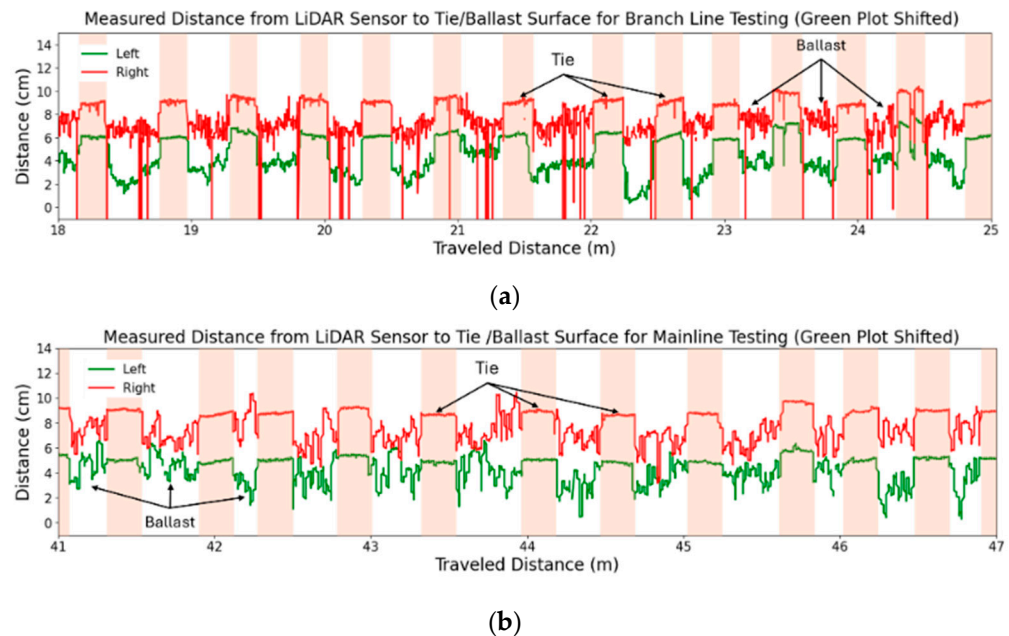 Measured Distance from LiDAR Sensor to Tie/Ballast Surface for Branch Line Testing (Green Plot Shifted)
14
12
10
8
6
4
2
0
Distance (cm)
Left
Right
Tie
Ballast
18 19 20 21 22 23 24 25
Traveled Distance (m)
(a)
Measured Distance from LiDAR Sensor to Tie /Ballast Surface for Mainline Testing (Green Plot Shifted)
14
12
10
8
6
4
2
0
Distance (cm)
Left
Right
Tie
Ballast
41 42 43 44 45 46 47
Traveled Distance (m)
(b)